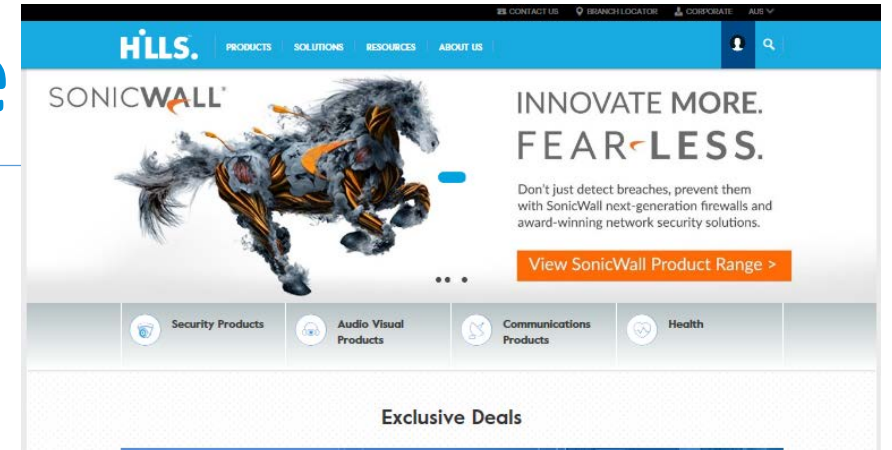 CONTACT US BRANCH LOCATOR CORPORATE AUS
HILLS. PRODUCTS SOLUTIONS RESOURCES ABOUT US
SONICWALL
INNOVATE MORE.
FEAR LESS.
Don't just detect breaches, prevent them
with SonicWall next-generation firewalls and
award-winning network security solutions.
View SonicWall Product Range >
Security Products
Audio Visual
Products
Communications
Products
Health
Exclusive Deals